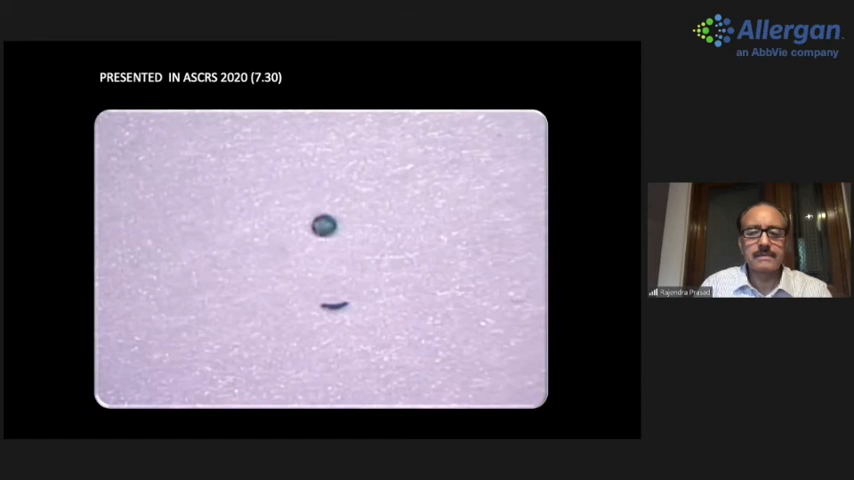 Allergan
an AbbVie company
PRESENTED IN ASCRS 2020 (7.30)
Rajendra Prasad